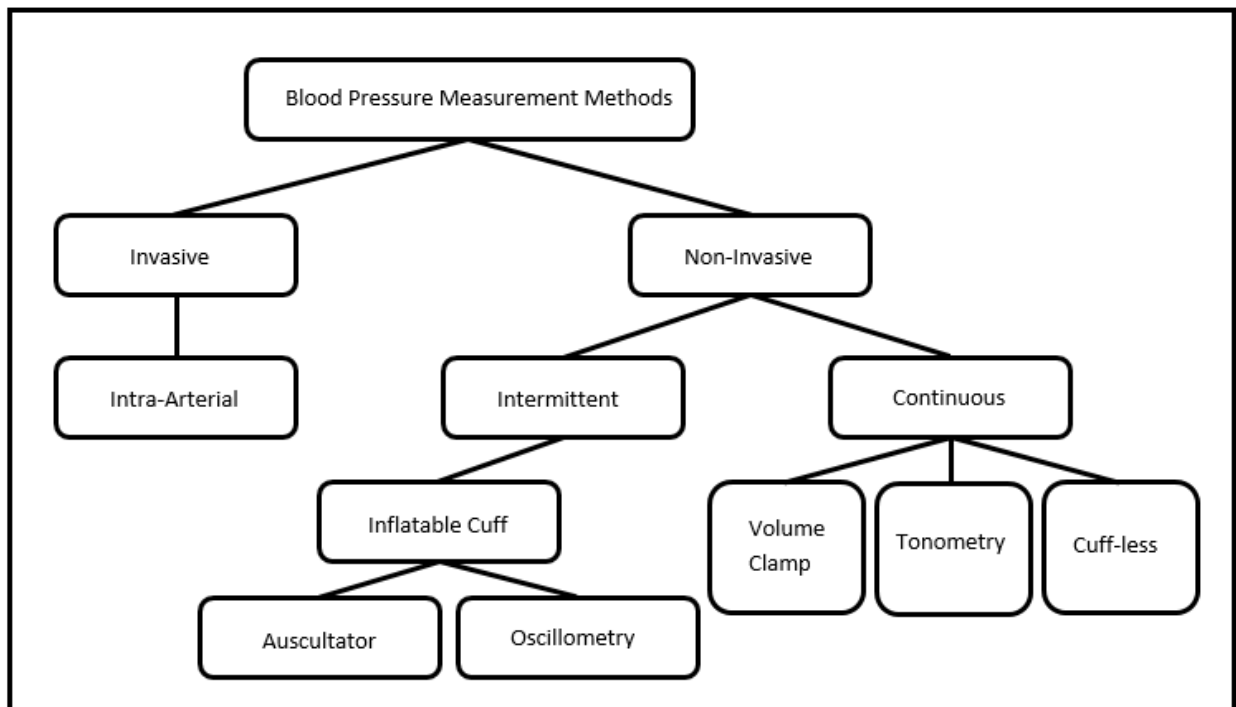 Blood Pressure Measurement Methods
Invasive
Non-Invasive
Intra-Arterial
Intermittent
Continuous
Inflatable Cuff
Volume
Clamp
Tonometry
Cuff-less
Auscultator
Oscillometry